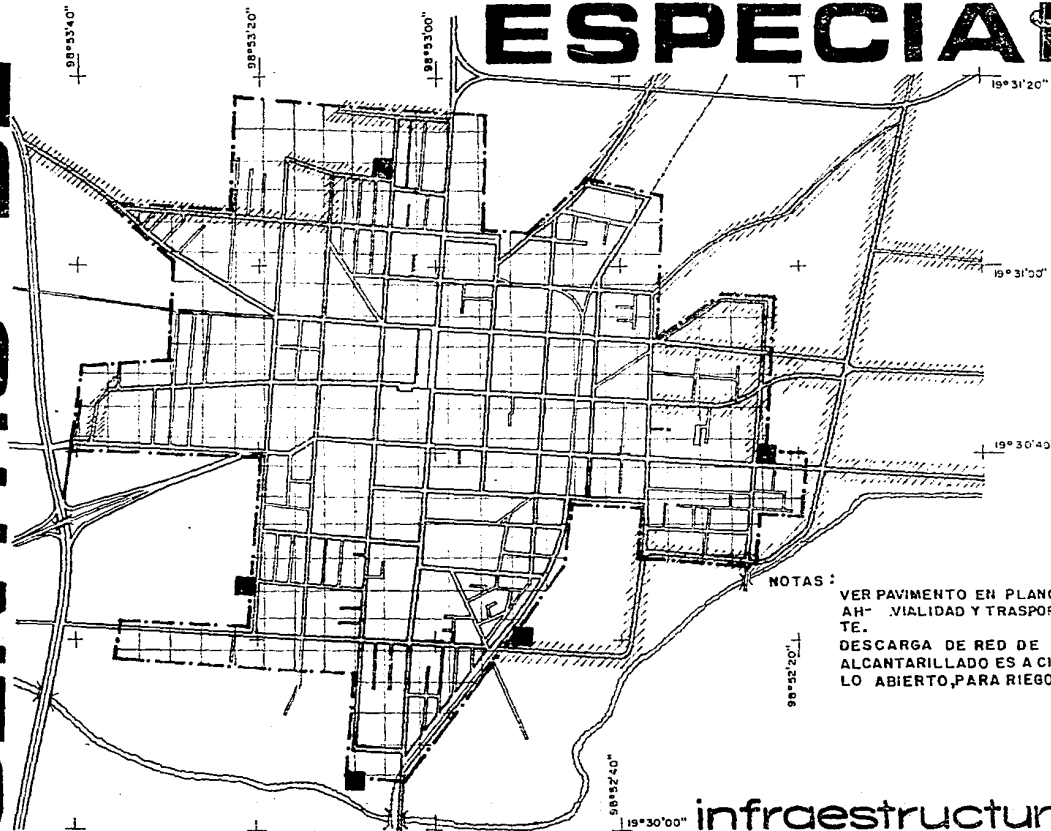 ESPECIAL
98°53'40"
98°53'20"
98°53'00"
19°31'20"
19°31'00"
19°30'40"
NOTAS:
VER PAVIMENTO EN PLANO
AH- VIALIDAD Y TRASPOR
TE.
DESCARGA DE RED DE
ALCANTARILLADO ES A CI
LO ABIERTO, PARA RIEGO
98°52'20"
98°52'40"
19°30'00"
infraestructur